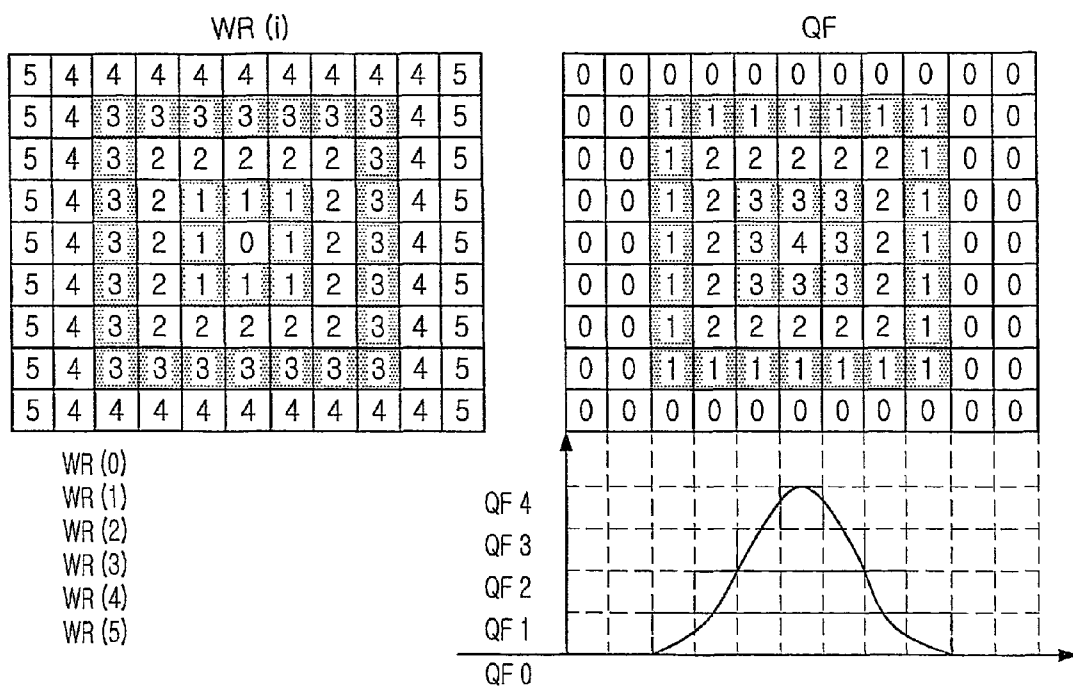 WR (i)
5 4 4 4 4 4 4 4 4 4 5
5 4 3 3 3 3 3 3 3 4 5
5 4 3 2 2 2 2 2 3 4 5
5 4 3 2 1 1 1 2 3 4 5
5 4 3 2 1 0 1 2 3 4 5
5 4 3 2 1 1 1 2 3 4 5
5 4 3 2 2 2 2 2 3 4 5
5 4 3 3 3 3 3 3 3 4 5
5 4 4 4 4 4 4 4 4 4 5
WR (0)
WR (1)
WR (2)
WR (3)
WR (4)
WR (5)
QF
0 0 0 0 0 0 0 0 0 0 0
0 0 1 1 1 1 1 1 1 0 0
0 0 1 2 2 2 2 2 1 0 0
0 0 1 2 3 3 3 2 1 0 0
0 0 1 2 3 4 3 2 1 0 0
0 0 1 2 3 3 3 2 1 0 0
0 0 1 2 2 2 2 2 1 0 0
0 0 1 1 1 1 1 1 1 0 0
0 0 0 0 0 0 0 0 0 0 0
QF 4
QF 3
QF 2
QF 1
QF 0